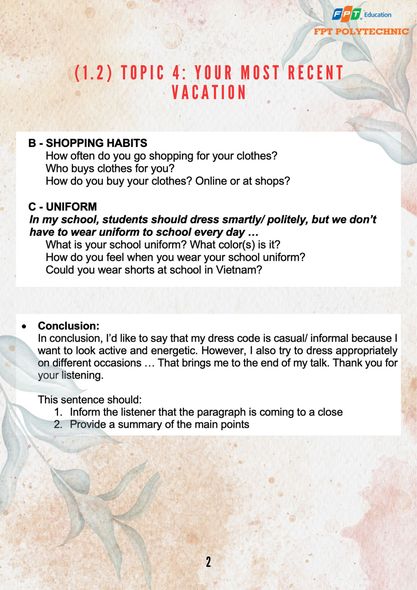 FPT Education
FPT POLYTECHNIC
(1.2) TOPIC 4: YOUR MOST RECENT
VACATION
B - SHOPPING HABITS
How often do you go shopping for your clothes?
Who buys clothes for you?
How do you buy your clothes? Online or at shops?
C - UNIFORM
In my school, students should dress smartly/ politely, but we don't
have to wear uniform to school every day …
What is your school uniform? What color(s) is it?
How do you feel when you wear your school uniform?
Could you wear shorts at school in Vietnam?
• Conclusion:
In conclusion, I'd like to say that my dress code is casual/ informal because I
want to look active and energetic. However, I also try to dress appropriately
on different occasions … That brings me to the end of my talk. Thank you for
your listening.
This sentence should:
1. Inform the listener that the paragraph is coming to a close
2. Provide a summary of the main points
2